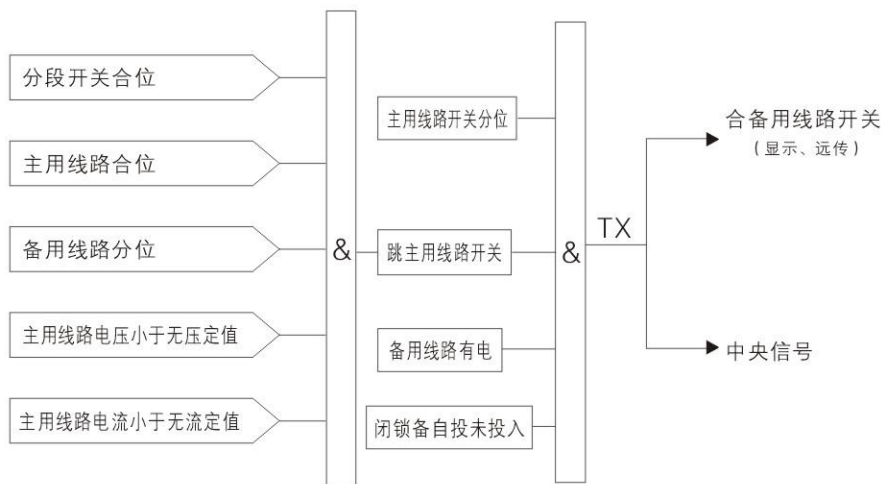 分段开关合位
主用线路合位
备用线路分位
主用线路电压小于无压定值
主用线路电流小于无流定值
&
主用线路开关分位
跳主用线路开关
备用线路有电
闭锁备自投未投入
&
TX
合备用线路开关
(显示、远传)
中央信号